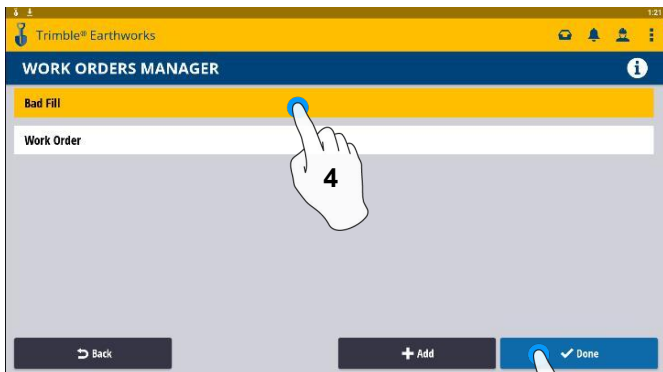 1:21
Trimble® Earthworks
WORK ORDERS MANAGER
i
Bad Fill
Work Order
4
Back
Add
Done